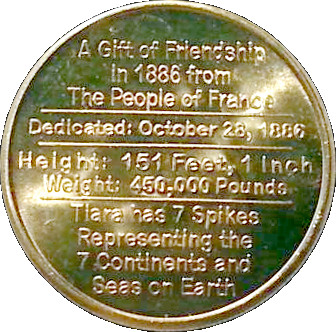 A Gift of Friendship
in 1886 from
The People of France
Dedicated: October 28, 1886
Height: 151 Feet, 1 Inch
Weight: 450,000 Pounds
Tiara has 7 Spikes
Representing the
7 Continents and
Seas on Earth